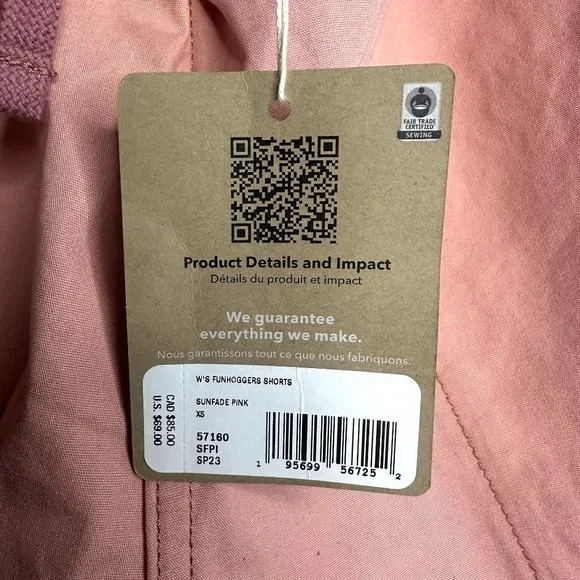 FAIR TRADE
CERTIFIED
SEWING
Product Details and Impact
Détails du produit et impact
We guarantee
everything we make.
Nous garantissons tout ce que nous fabriquons.
W'S FUNHOGGERS SHORTS
SUNFADE PINK
XS
57160
SFPI
SP23
CAD $85.00
U.S. $69.00
1 95699 56725 2